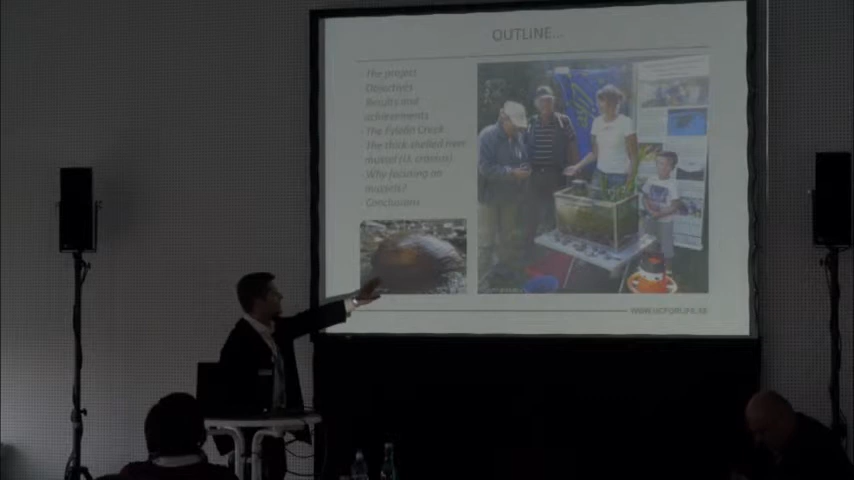 OUTLINE...
The project
Objectives
Results and
achievements
The Fyledin Creek
The thick shelled river
mussel (U. crassus)
Why focusing on
mussels?
Conclusions
WWW.UCFORLIFE.SE